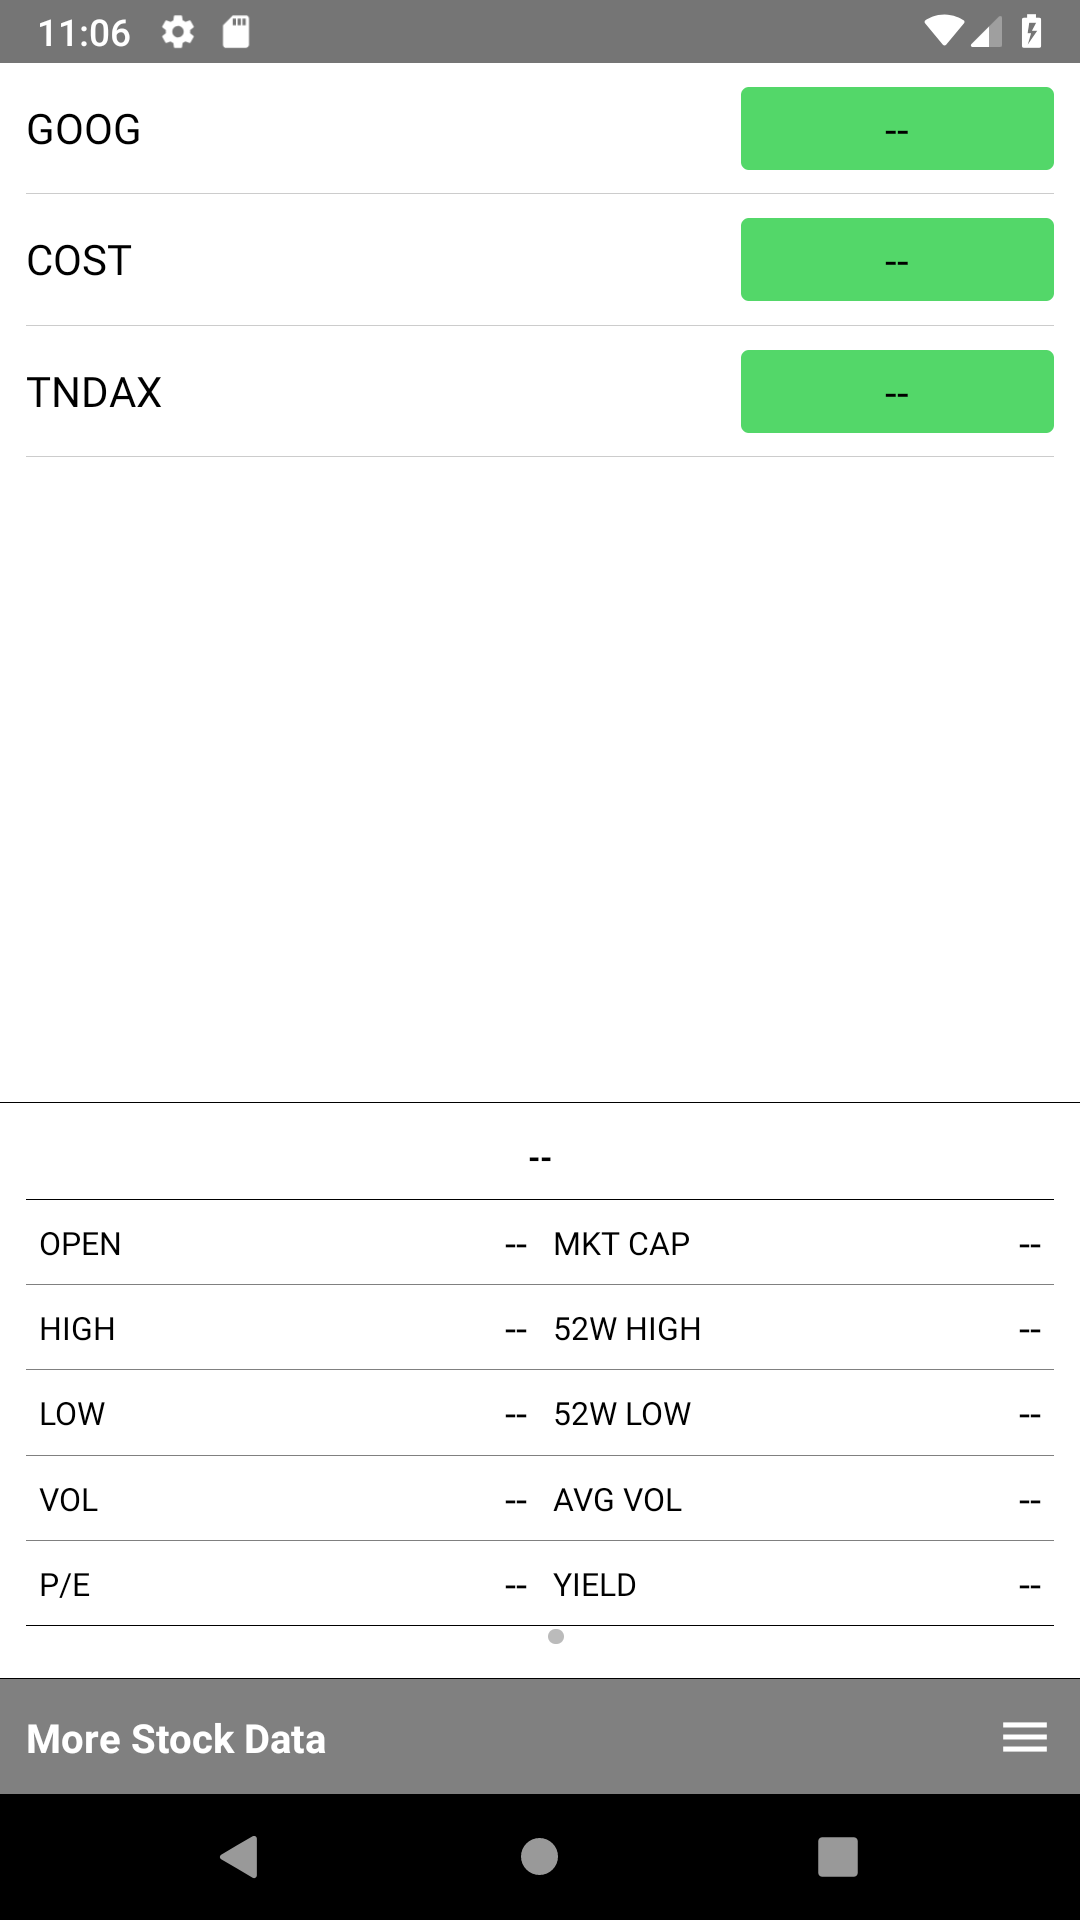 11:06
GOOG --
COST --
TNDAX --
--
OPEN -- MKT CAP --
HIGH -- 52W HIGH --
LOW -- 52W LOW --
VOL -- AVG VOL --
P/E -- YIELD --
More Stock Data